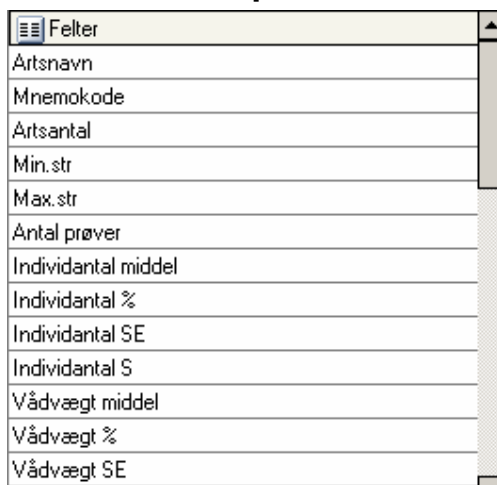 Felter
Artsnavn
Mnemokode
Artsantal
Min.str
Max.str
Antal prøver
Individantal middel
Individantal %
Individantal SE
Individantal S
Vådvægt middel
Vådvægt %
Vådvægt SE